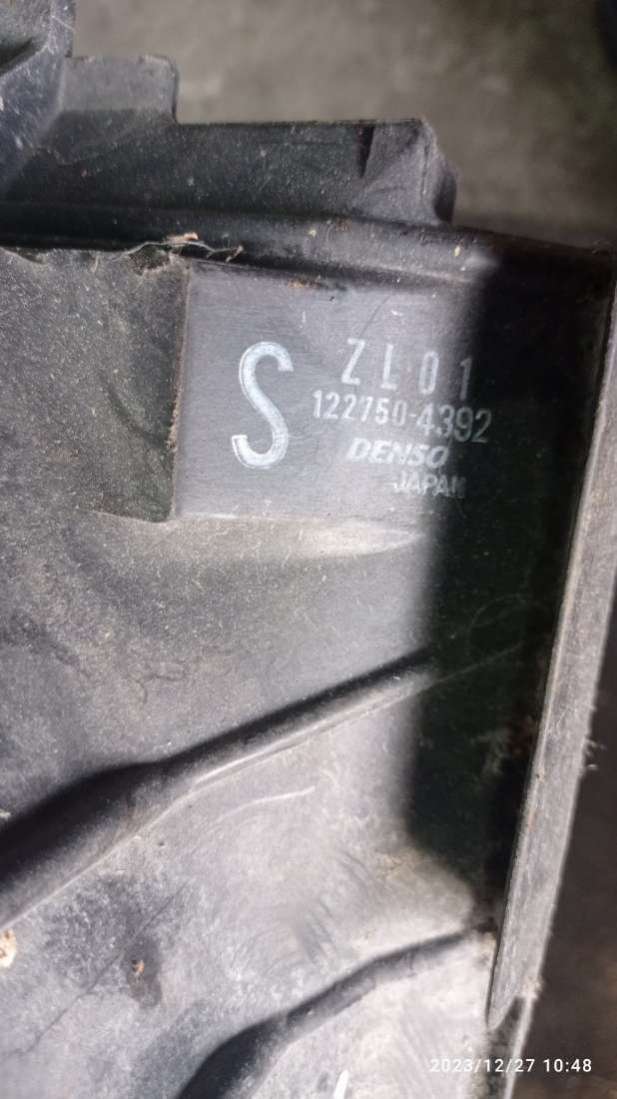 S
ZL01
122750-4392
DENSO
JAPAN
2023/12/27 10:48